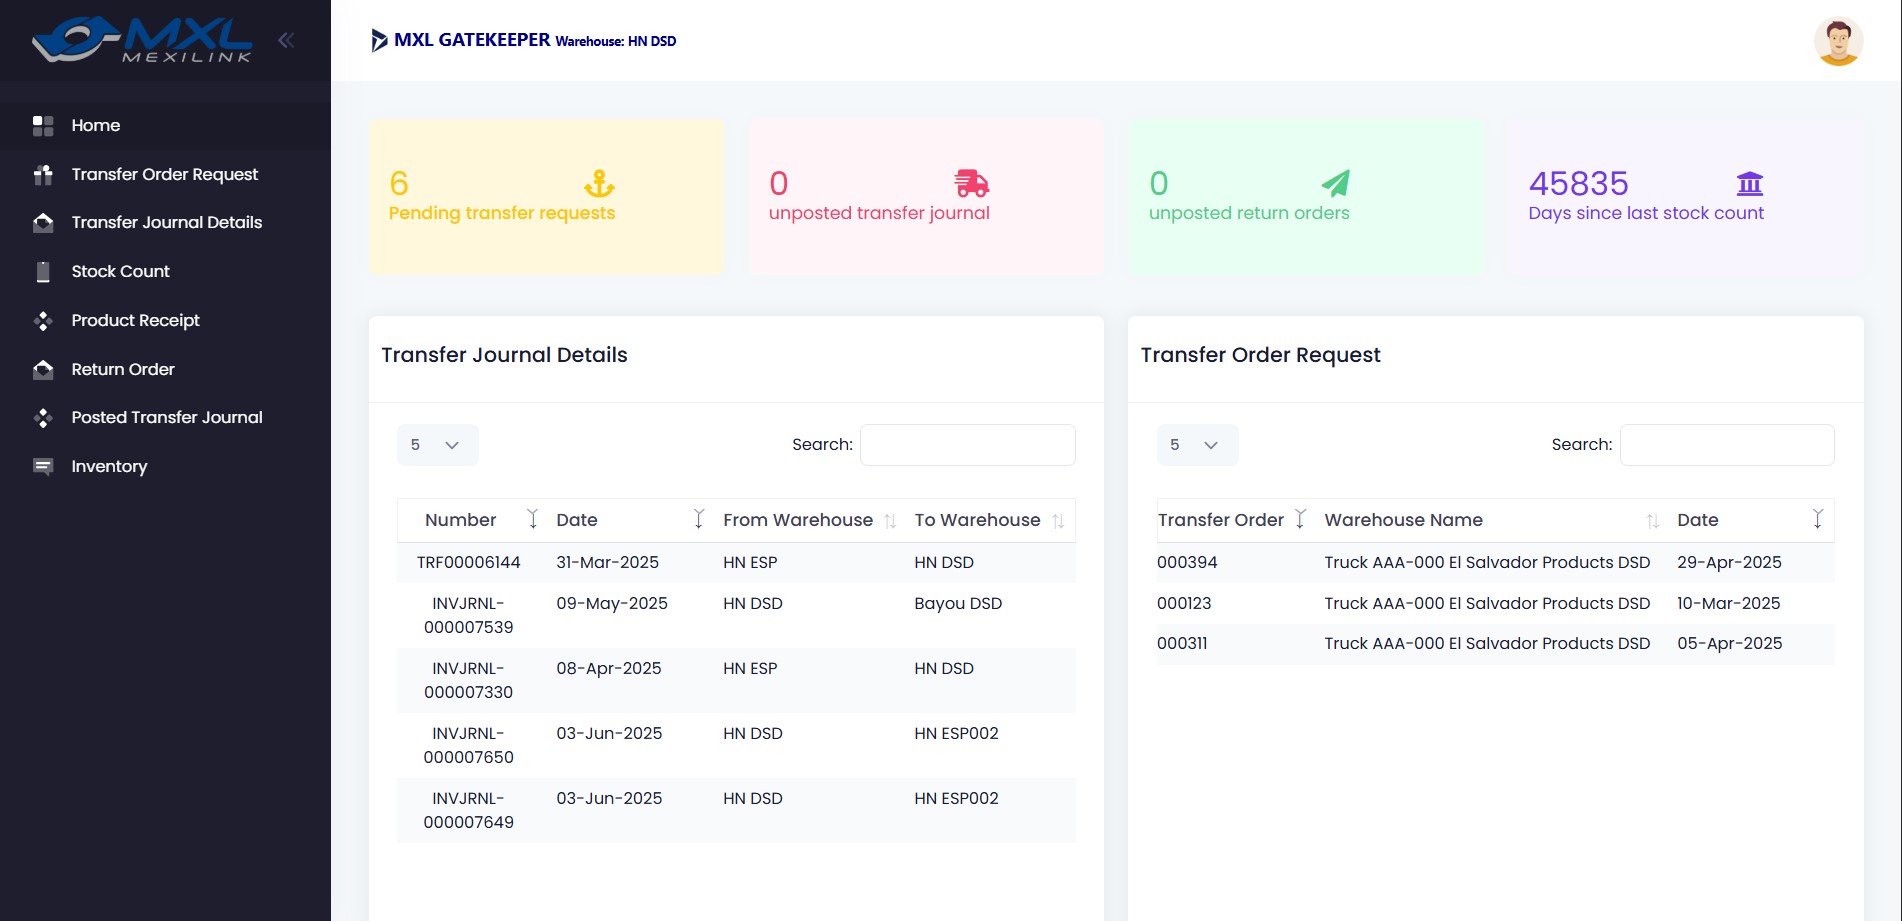 MXL
MEXILINK
MXL GATEKEEPER Warehouse: HN DSD
Home
Transfer Order Request
Transfer Journal Details
Stock Count
Product Receipt
Return Order
Posted Transfer Journal
Inventory
6
Pending transfer requests
0
unposted transfer journal
0
unposted return orders
45835
Days since last stock count
Transfer Journal Details
5
Search:
Number Date From Warehouse To Warehouse
TRF00006144 31-Mar-2025 HN ESP HN DSD
INVJRNL- 09-May-2025 HN DSD Bayou DSD
000007539
INVJRNL- 08-Apr-2025 HN ESP HN DSD
000007330
INVJRNL- 03-Jun-2025 HN DSD HN ESP002
000007650
INVJRNL- 03-Jun-2025 HN DSD HN ESP002
000007649
Transfer Order Request
5
Search:
Transfer Order Warehouse Name Date
000394 Truck AAA-000 El Salvador Products DSD 29-Apr-2025
000123 Truck AAA-000 El Salvador Products DSD 10-Mar-2025
000311 Truck AAA-000 El Salvador Products DSD 05-Apr-2025